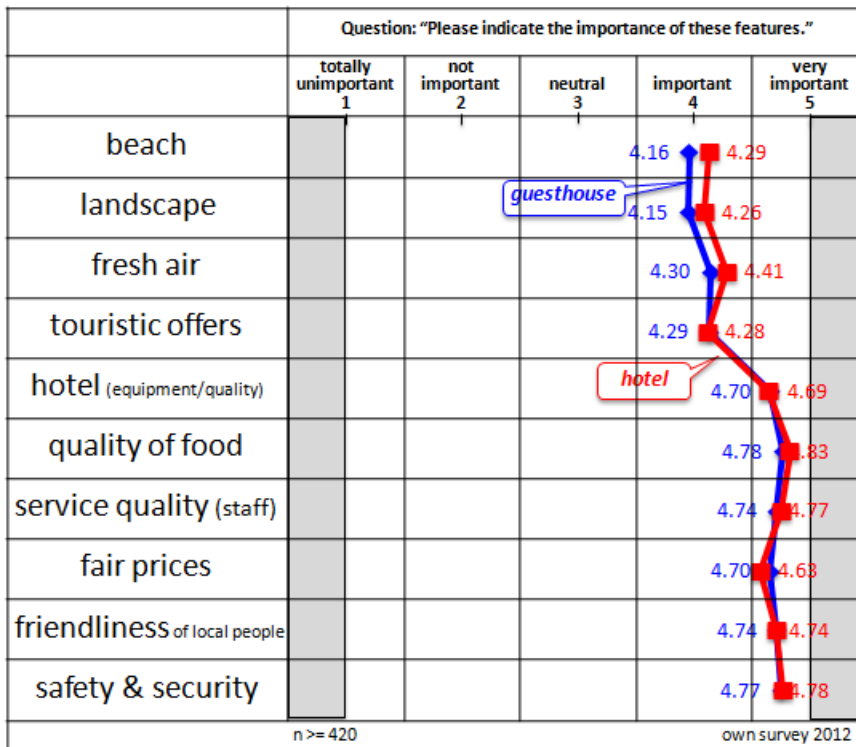 Question: “Please indicate the importance of these features.”
totally unimportant 1
not important 2
neutral 3
important 4
very important 5
beach 4.16 4.29
guesthouse
landscape 4.15 4.26
fresh air 4.30 4.41
touristic offers 4.29 4.28
hotel
hotel (equipment/quality) 4.70 4.69
quality of food 4.78 4.83
service quality (staff) 4.74 4.77
fair prices 4.70 4.63
friendliness of local people 4.74 4.74
safety & security 4.77 4.78
n >= 420 own survey 2012